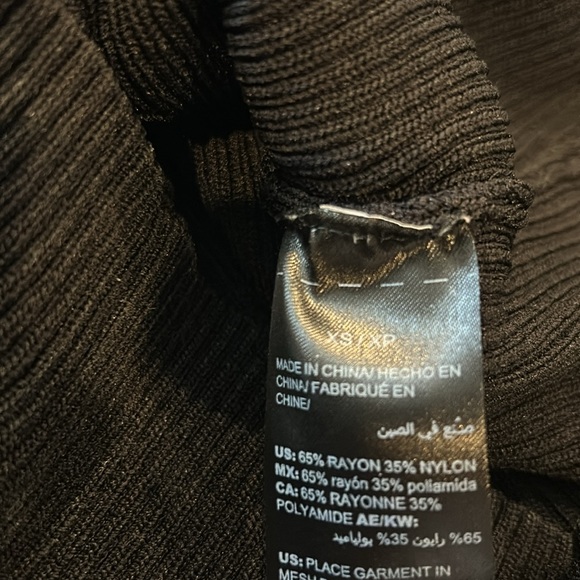 XS / XP
MADE IN CHINA/ HECHO EN
CHINA/ FABRIQUÉ EN
CHINE/
صنع في الصين
US: 65% RAYON 35% NYLON
MX: 65% rayón 35% poliamida
CA: 65% RAYONNE 35%
POLYAMIDE AE/KW:
65% رايون 35% بولياميد
US: PLACE GARMENT IN
MESH